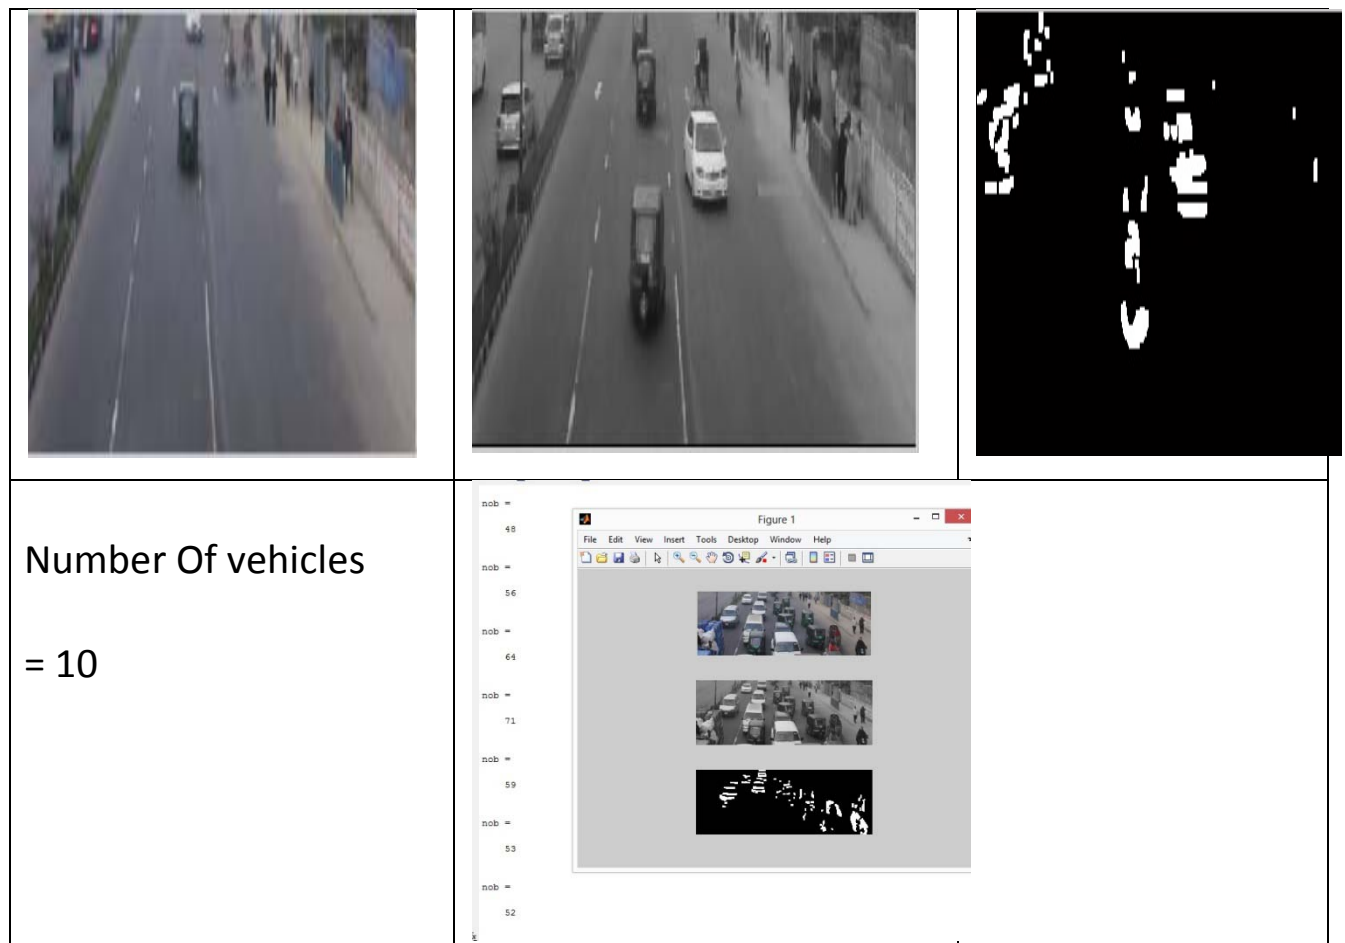 Number Of vehicles
= 10
nob =
48
nob =
56
nob =
64
nob =
71
nob =
59
nob =
53
nob =
52
Figure 1
File Edit View Insert Tools Desktop Window Help